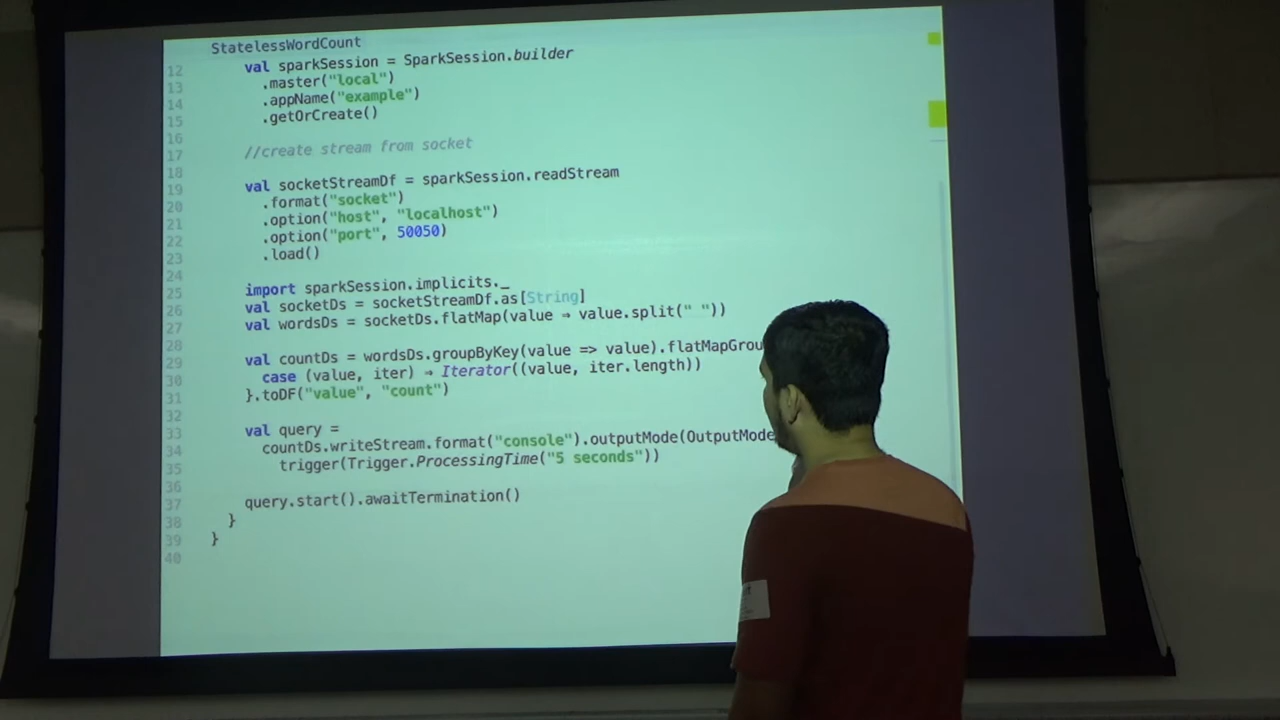 StatelessWordCount
12 val sparkSession = SparkSession.builder
13 .master("local")
14 .appName("example")
15 .getOrCreate()
16
17 //create stream from socket
18
19 val socketStreamDf = sparkSession.readStream
20 .format("socket")
21 .option("host", "localhost")
22 .option("port", 50050)
23 .load()
24
25 import sparkSession.implicits._
26 val socketDs = socketStreamDf.as[String]
27 val wordsDs = socketDs.flatMap(value ⇒ value.split(" "))
28
29 val countDs = wordsDs.groupByKey(value => value).flatMapGrou
30 case (value, iter) ⇒ Iterator((value, iter.length))
31 }.toDF("value", "count")
32
33 val query =
34 countDs.writeStream.format("console").outputMode(OutputMode
35 trigger(Trigger.ProcessingTime("5 seconds"))
36
37 query.start().awaitTermination()
38 }
39 }
40